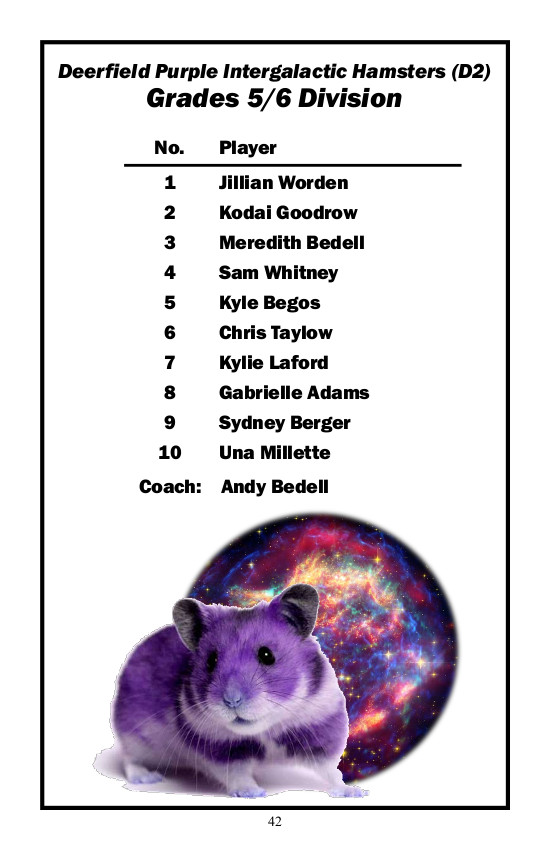 Deerfield Purple Intergalactic Hamsters (D2)
Grades 5/6 Division
No. Player
1 Jillian Worden
2 Kodai Goodrow
3 Meredith Bedell
4 Sam Whitney
5 Kyle Begos
6 Chris Taylow
7 Kylie Laford
8 Gabrielle Adams
9 Sydney Berger
10 Una Millette
Coach: Andy Bedell
42